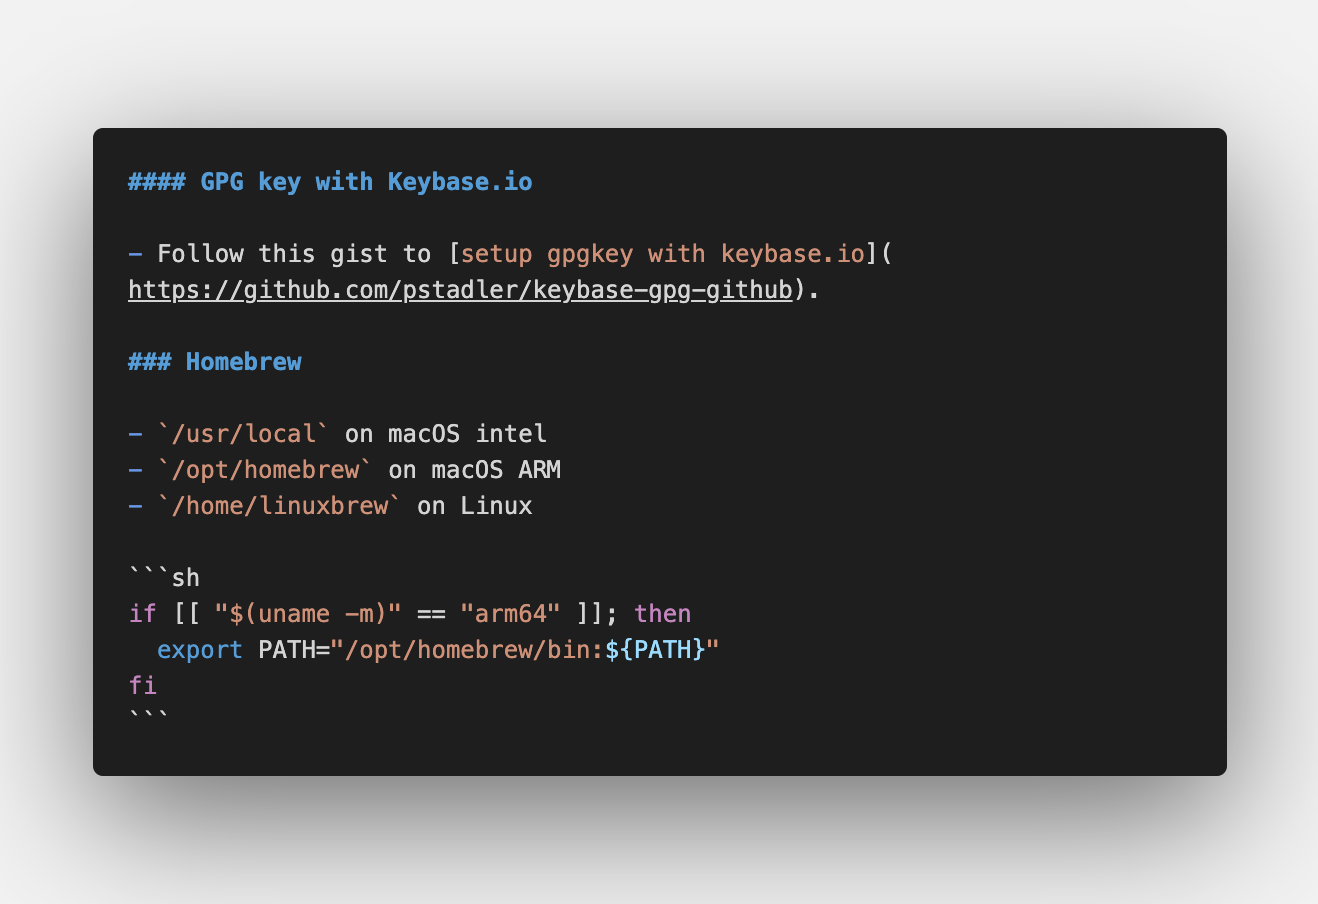 #### GPG key with Keybase.io

- Follow this gist to [setup gpgkey with keybase.io](
https://github.com/pstadler/keybase-gpg-github).

### Homebrew

- `/usr/local` on macOS intel
- `/opt/homebrew` on macOS ARM
- `/home/linuxbrew` on Linux

```sh
if [[ "$(uname -m)" == "arm64" ]]; then
  export PATH="/opt/homebrew/bin:${PATH}"
fi
```